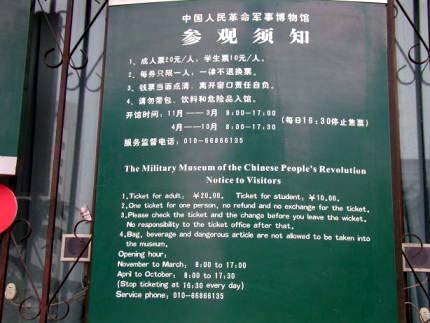 中国人民革命军事博物馆
参观须知
1、成人票20元/人，学生票10元/人。
2、每券只限一人，一律不退换票。
3、钱票当面点清，离开窗口责任自负。
4、请勿带包、饮料和危险品入馆。
开馆时间：11月——3月 8:00-17:00
4月——10月 8:00-17:30 (每日16:30停止售票)
服务监督电话：010-66866135
The Military Museum of the Chinese People's Revolution
Notice to Visitors
1.Ticket for adult: ¥20.00. Ticket for student: ¥10.00.
2.One ticket for one person, no refund and no exchange for the ticket.
3.Please check the ticket and the change before you leave the wicket.
No responsibility to the ticket office after that.
4.Bag, beverage and dangerous article are not allowed to be taken into
the museum.
Opening hour:
November to March: 8:00 to 17:00
April to October: 8:00 to 17:30
(Stop ticketing at 16:30 every day)
Service phone: 010-66866135